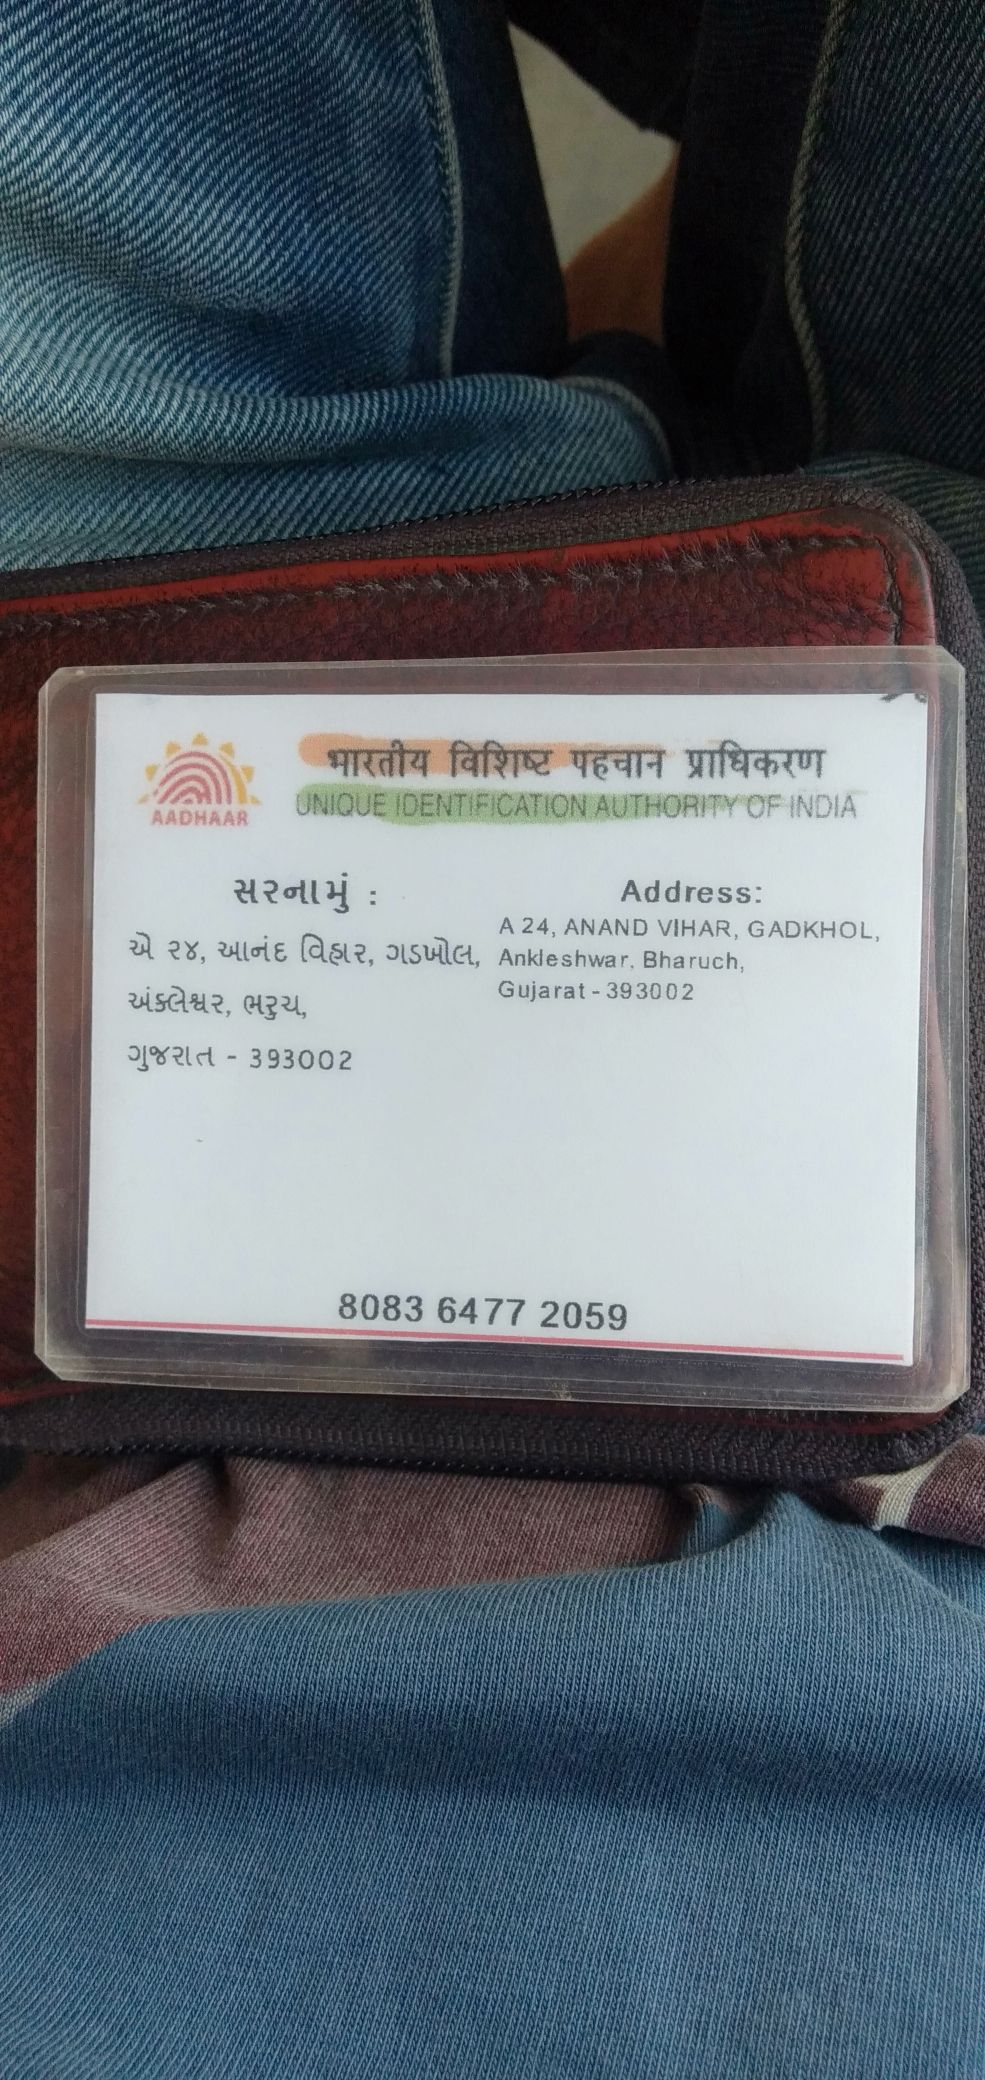 भारतीय विशिष्ट पहचान प्राधिकरण
UNIQUE IDENTIFICATION AUTHORITY OF INDIA
AADHAAR
સરનામું :
એ ૨૪, આનંદ વિહાર, ગડખોલ,
અંક્લેશ્વર, ભરુચ,
ગુજરાત - 393002
Address:
A 24, ANAND VIHAR, GADKHOL,
Ankleshwar, Bharuch,
Gujarat - 393002
8083 6477 2059